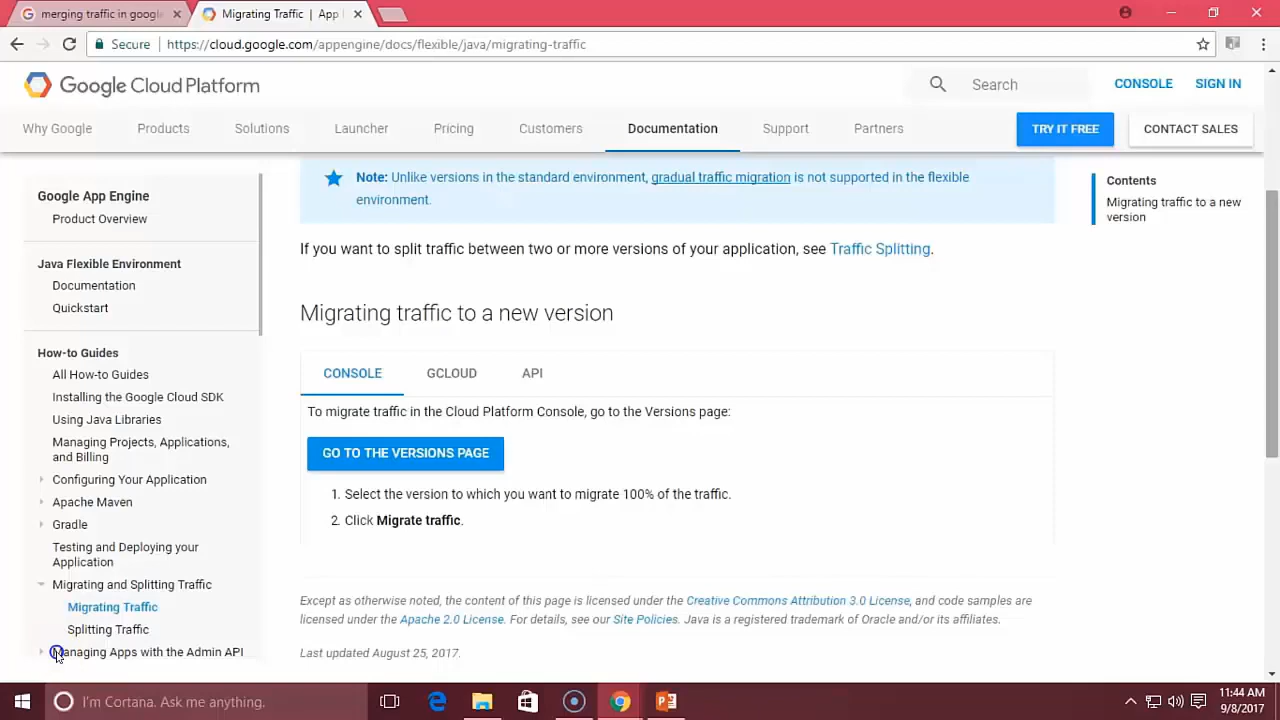 merging traffic in google
Migrating Traffic | App
Secure https://cloud.google.com/appengine/docs/flexible/java/migrating-traffic
Google Cloud Platform
Search
CONSOLE
SIGN IN
Why Google
Products
Solutions
Launcher
Pricing
Customers
Documentation
Support
Partners
TRY IT FREE
CONTACT SALES
Google App Engine
Product Overview
Java Flexible Environment
Documentation
Quickstart
How-to Guides
All How-to Guides
Installing the Google Cloud SDK
Using Java Libraries
Managing Projects, Applications,
and Billing
Configuring Your Application
Apache Maven
Gradle
Testing and Deploying your
Application
Migrating and Splitting Traffic
Migrating Traffic
Splitting Traffic
Managing Apps with the Admin API
Note: Unlike versions in the standard environment, gradual traffic migration is not supported in the flexible
environment.
If you want to split traffic between two or more versions of your application, see Traffic Splitting.
Migrating traffic to a new version
CONSOLE
GCLOUD
API
To migrate traffic in the Cloud Platform Console, go to the Versions page:
GO TO THE VERSIONS PAGE
1. Select the version to which you want to migrate 100% of the traffic.
2. Click Migrate traffic.
Except as otherwise noted, the content of this page is licensed under the Creative Commons Attribution 3.0 License, and code samples are
licensed under the Apache 2.0 License. For details, see our Site Policies. Java is a registered trademark of Oracle and/or its affiliates.
Last updated August 25, 2017.
Contents
Migrating traffic to a new
version
I'm Cortana. Ask me anything.
11:44 AM
9/8/2017